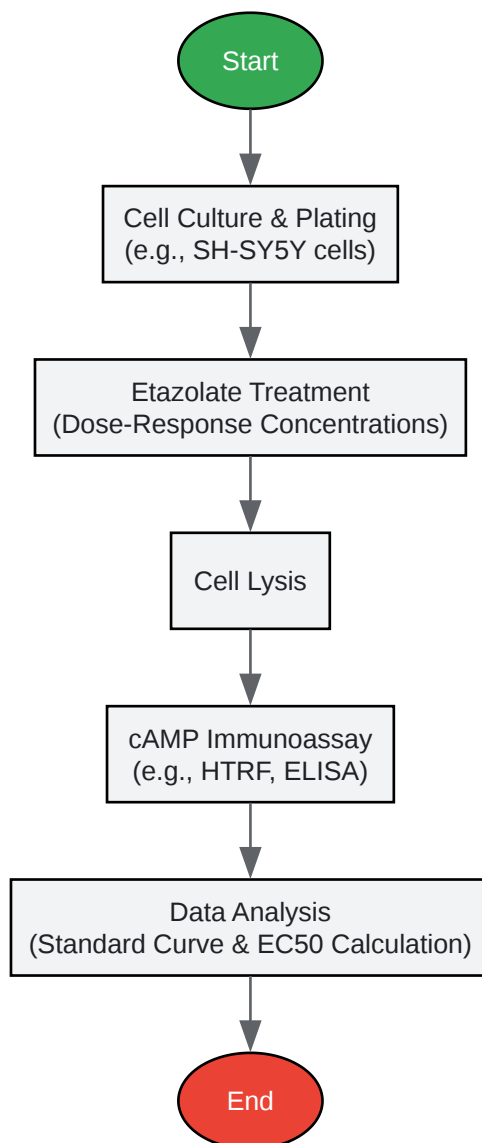 Start
Cell Culture & Plating
(e.g., SH-SY5Y cells)
Etazolate Treatment
(Dose-Response Concentrations)
Cell Lysis
cAMP Immunoassay
(e.g., HTRF, ELISA)
Data Analysis
(Standard Curve & EC50 Calculation)
End